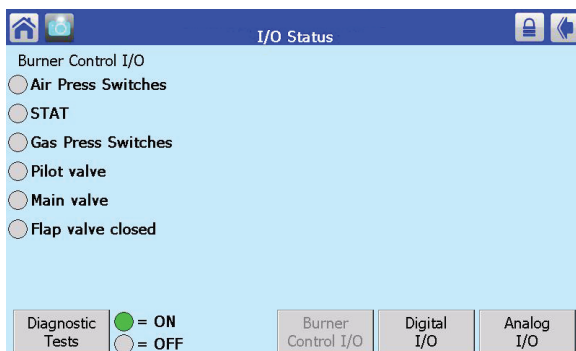 I/O Status
Burner Control I/O
Air Press Switches
STAT
Gas Press Switches
Pilot valve
Main valve
Flap valve closed
Diagnostic
Tests
= ON
= OFF
Burner
Control I/O
Digital
I/O
Analog
I/O